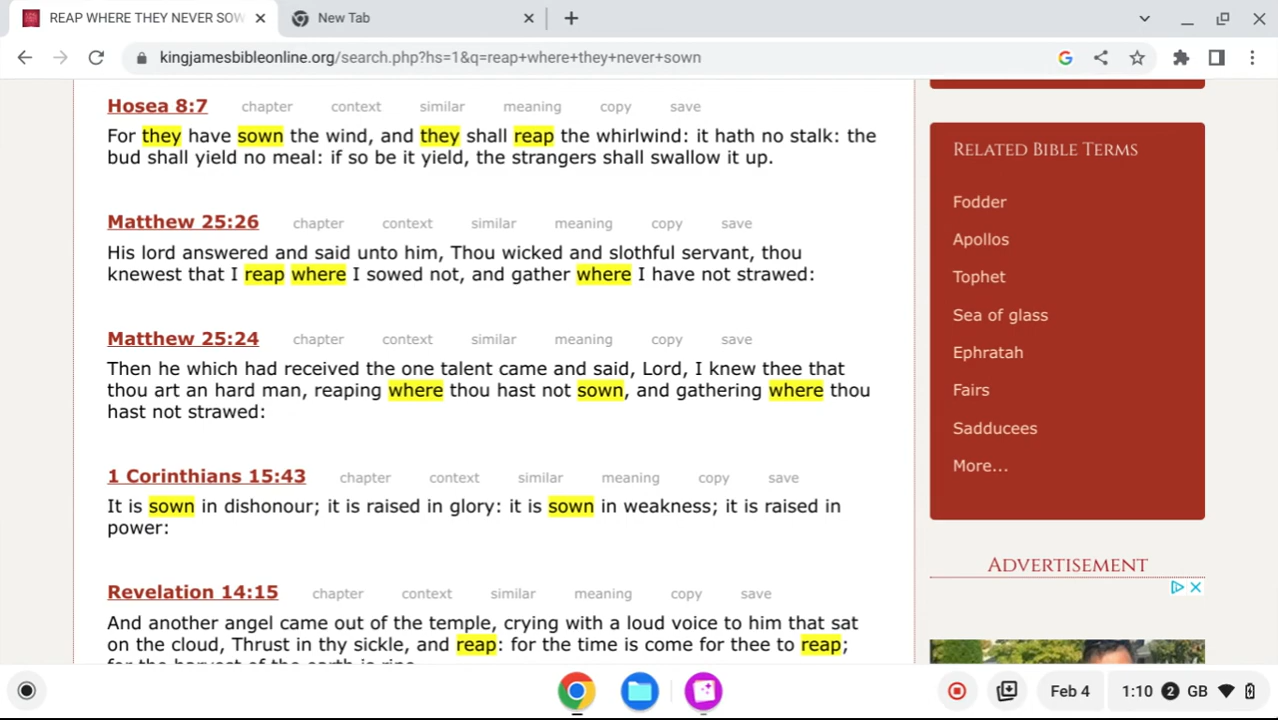 REAP WHERE THEY NEVER SOW
New Tab
kingjamesbibleonline.org/search.php?hs=1&q=reap+where+they+never+sown
Hosea 8:7 chapter context similar meaning copy save
For they have sown the wind, and they shall reap the whirlwind: it hath no stalk: the
bud shall yield no meal: if so be it yield, the strangers shall swallow it up.
Matthew 25:26 chapter context similar meaning copy save
His lord answered and said unto him, Thou wicked and slothful servant, thou
knewest that I reap where I sowed not, and gather where I have not strawed:
Matthew 25:24 chapter context similar meaning copy save
Then he which had received the one talent came and said, Lord, I knew thee that
thou art an hard man, reaping where thou hast not sown, and gathering where thou
hast not strawed:
1 Corinthians 15:43 chapter context similar meaning copy save
It is sown in dishonour; it is raised in glory: it is sown in weakness; it is raised in
power:
Revelation 14:15 chapter context similar meaning copy save
And another angel came out of the temple, crying with a loud voice to him that sat
on the cloud, Thrust in thy sickle, and reap: for the time is come for thee to reap;
for the harvest of the earth is ripe.
RELATED BIBLE TERMS
Fodder
Apollos
Tophet
Sea of glass
Ephratah
Fairs
Sadducees
More...
ADVERTISEMENT
Feb 4 1:10 2 GB